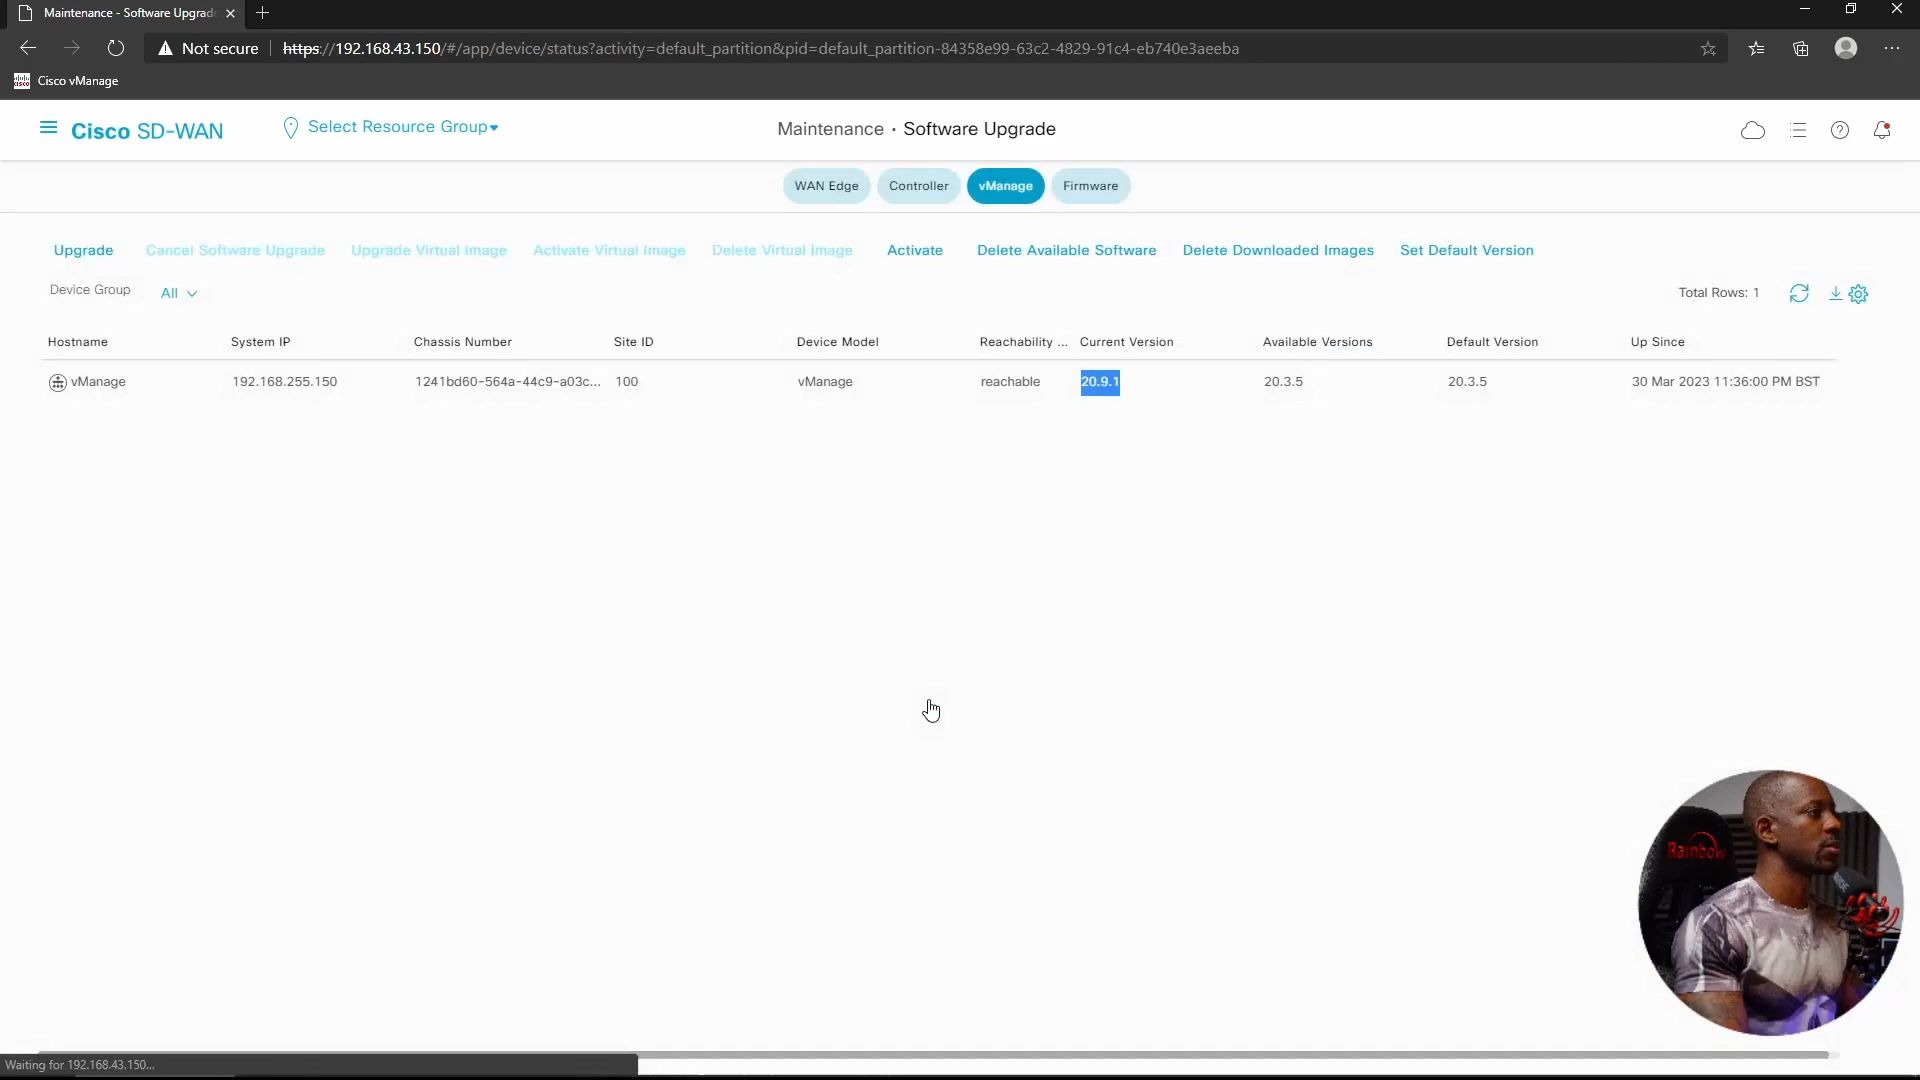 Maintenance - Software Upgrad
Not secure https://192.168.43.150/#/app/device/status?activity=default_partition&pid=default_partition-84358e99-63c2-4829-91c4-eb740e3aeeba
Cisco vManage
Cisco SD-WAN Select Resource Group Maintenance · Software Upgrade
WAN Edge Controller vManage Firmware
Upgrade Cancel Software Upgrade Upgrade Virtual Image Activate Virtual Image Delete Virtual Image Activate Delete Available Software Delete Downloaded Images Set Default Version
Device Group All Total Rows: 1
Hostname System IP Chassis Number Site ID Device Model Reachability ... Current Version Available Versions Default Version Up Since
vManage 192.168.255.150 1241bd60-564a-44c9-a03c... 100 vManage reachable 20.9.1 20.3.5 20.3.5 30 Mar 2023 11:36:00 PM BST
Rainbow
RODE
Waiting for 192.168.43.150...